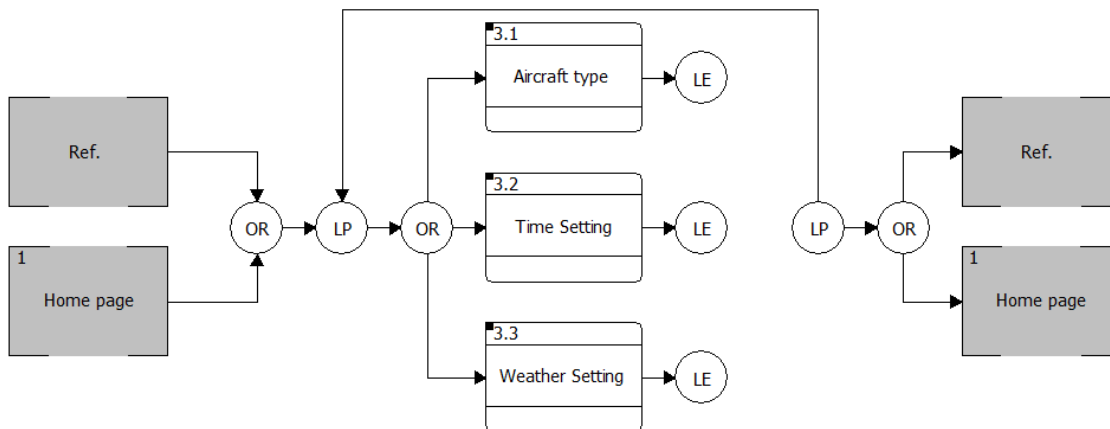 Ref.
1
Home page
OR
LP
OR
3.1
Aircraft type
LE
3.2
Time Setting
LE
3.3
Weather Setting
LE
LP
OR
Ref.
1
Home page